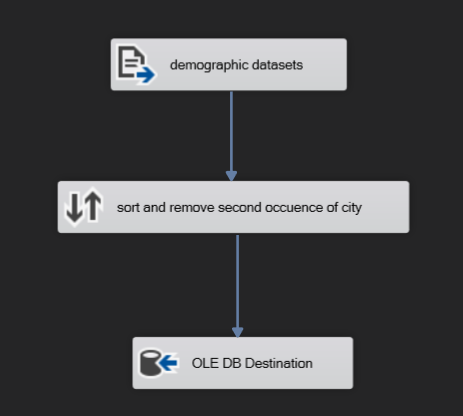 demographic datasets
sort and remove second occuence of city
OLE DB Destination